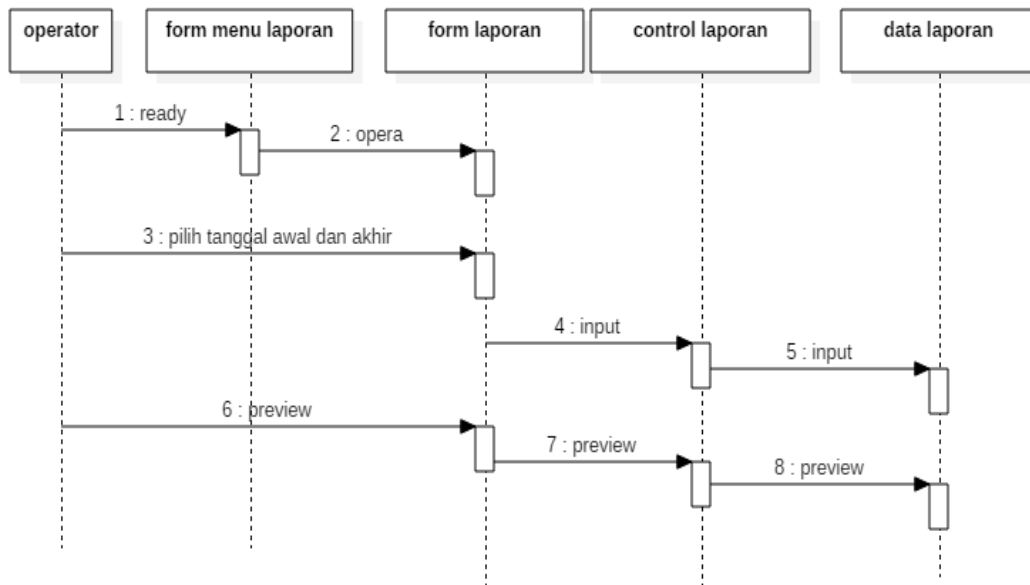 operator
form menu laporan
form laporan
control laporan
data laporan
1 : ready
2 : opera
3 : pilih tanggal awal dan akhir
4 : input
5 : input
6 : preview
7 : preview
8 : preview